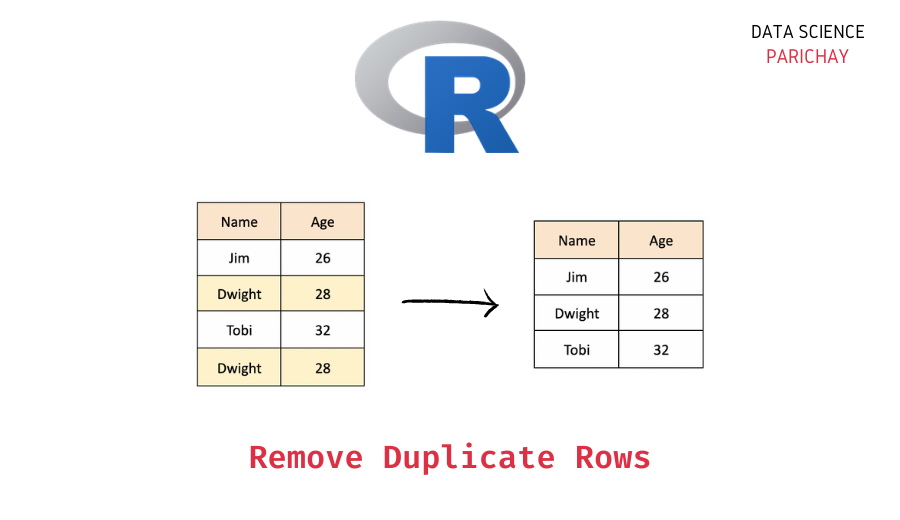 DATA SCIENCE
PARICHAY
R
Name Age
Jim 26
Dwight 28
Tobi 32
Dwight 28
Name Age
Jim 26
Dwight 28
Tobi 32
Remove Duplicate Rows